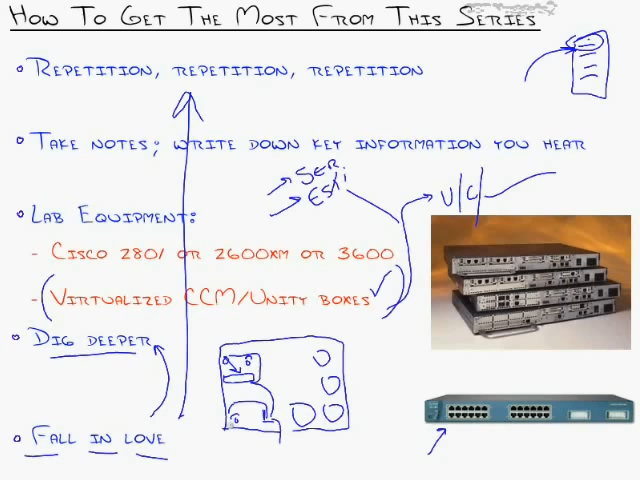 How To Get The Most From This Series
Repetition, repetition, repetition
Take notes; write down key information you hear
Lab Equipment:
- Cisco 2801 or 2600xm or 3600
- (Virtualized CCM/Unity boxes)
Dig deeper
Fall in love